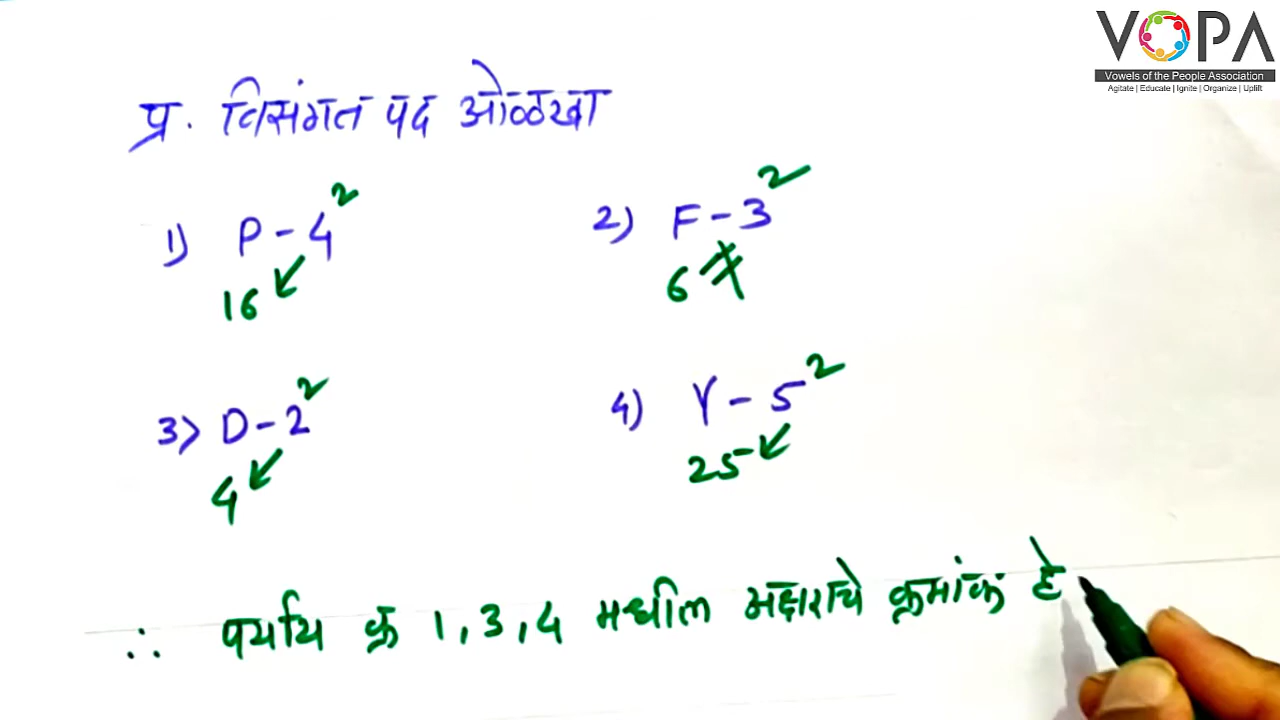 VOPA
Vowels of the People Association
Agitate | Educate | Ignite | Organize | Uplift
प्र. विसंगत पद ओळखा
1) P - 4²
16
2) F - 3²
6
3) D - 2²
4
4) Y - 5²
25
∴ पर्याय क्र 1, 3, 4 मधील अक्षराचे क्रमांक हे